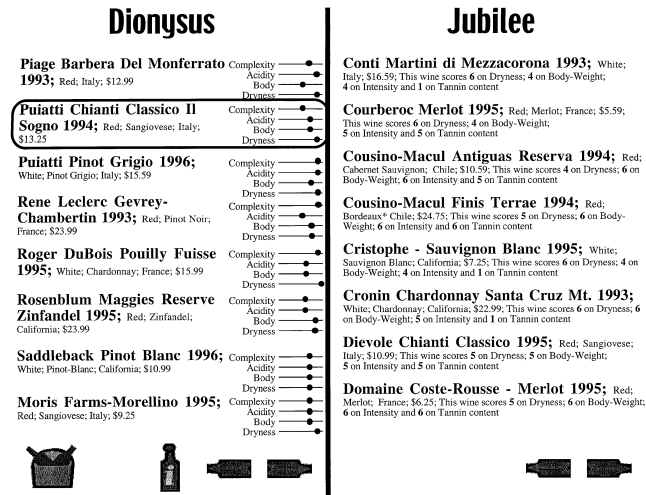 Dionysus
Piage Barbera Del Monferrato
1993; Red; Italy; $12.99
Complexity
Acidity
Body
Dryness
Puiatti Chianti Classico Il
Sogno 1994; Red; Sangiovese; Italy;
$13.25
Complexity
Acidity
Body
Dryness
Puiatti Pinot Grigio 1996;
White; Pinot Grigio; Italy; $15.59
Complexity
Acidity
Body
Dryness
Rene Leclerc Gevrey-
Chambertin 1993; Red; Pinot Noir;
France; $23.99
Complexity
Acidity
Body
Dryness
Roger DuBois Pouilly Fuisse
1995; White; Chardonnay; France; $15.99
Complexity
Acidity
Body
Dryness
Rosenblum Maggies Reserve
Zinfandel 1995; Red; Zinfandel;
California; $23.99
Complexity
Acidity
Body
Dryness
Saddleback Pinot Blanc 1996;
White; Pinot-Blanc; California; $10.99
Complexity
Acidity
Body
Dryness
Moris Farms-Morellino 1995;
Red; Sangiovese; Italy; $9.25
Complexity
Acidity
Body
Dryness
Jubilee
Conti Martini di Mezzacorona 1993; White;
Italy; $16.59; This wine scores 6 on Dryness; 4 on Body-Weight;
4 on Intensity and 1 on Tannin content
Courberoc Merlot 1995; Red; Merlot; France; $5.59;
This wine scores 6 on Dryness; 4 on Body-Weight;
5 on Intensity and 5 on Tannin content
Cousino-Macul Antiguas Reserva 1994; Red;
Cabernet Sauvignon; Chile; $10.59; This wine scores 4 on Dryness; 6 on
Body-Weight; 6 on Intensity and 5 on Tannin content
Cousino-Macul Finis Terrae 1994; Red;
Bordeaux* Chile; $24.75; This wine scores 5 on Dryness; 6 on Body-
Weight; 6 on Intensity and 6 on Tannin content
Cristophe - Sauvignon Blanc 1995; White;
Sauvignon Blanc; California; $7.25; This wine scores 6 on Dryness; 4 on
Body-Weight; 4 on Intensity and 1 on Tannin content
Cronin Chardonnay Santa Cruz Mt. 1993;
White; Chardonnay; California; $22.99; This wine scores 6 on Dryness; 6
on Body-Weight; 5 on Intensity and 1 on Tannin content
Dievole Chianti Classico 1995; Red; Sangiovese;
Italy; $10.99; This wine scores 5 on Dryness; 5 on Body-Weight;
5 on Intensity and 5 on Tannin content
Domaine Coste-Rousse - Merlot 1995; Red;
Merlot; France; $6.25; This wine scores 5 on Dryness; 6 on Body-Weight;
6 on Intensity and 6 on Tannin content